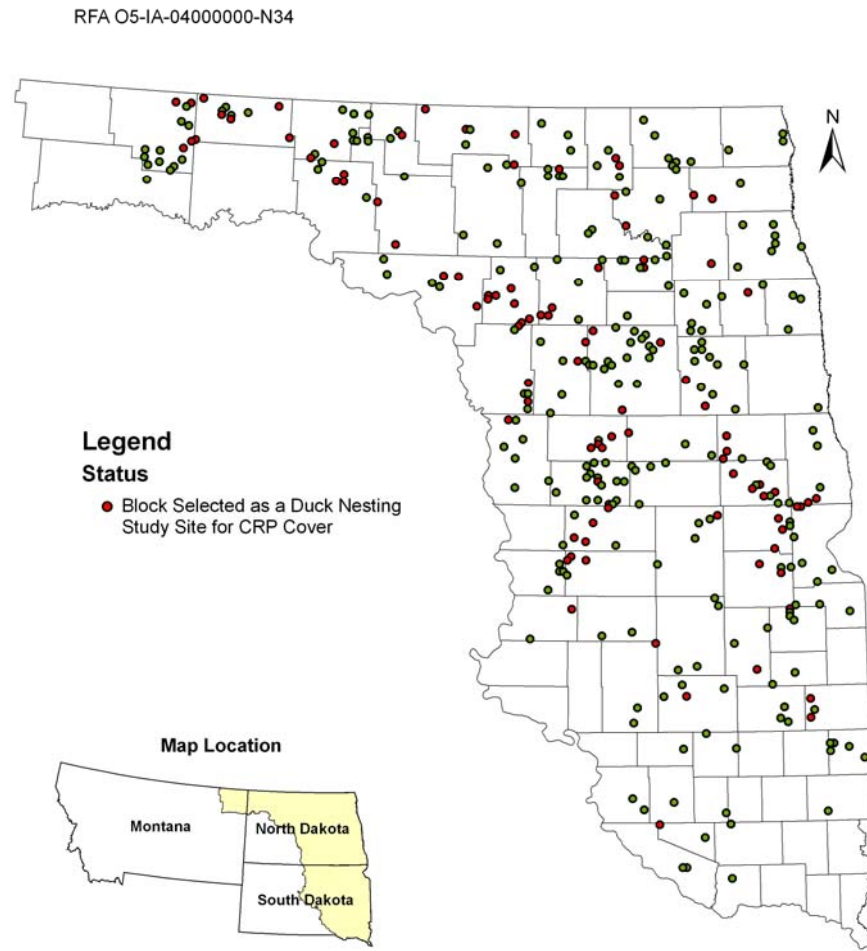 RFA O5-IA-04000000-N34
N
Legend
Status
Block Selected as a Duck Nesting
Study Site for CRP Cover
Map Location
Montana
North Dakota
South Dakota